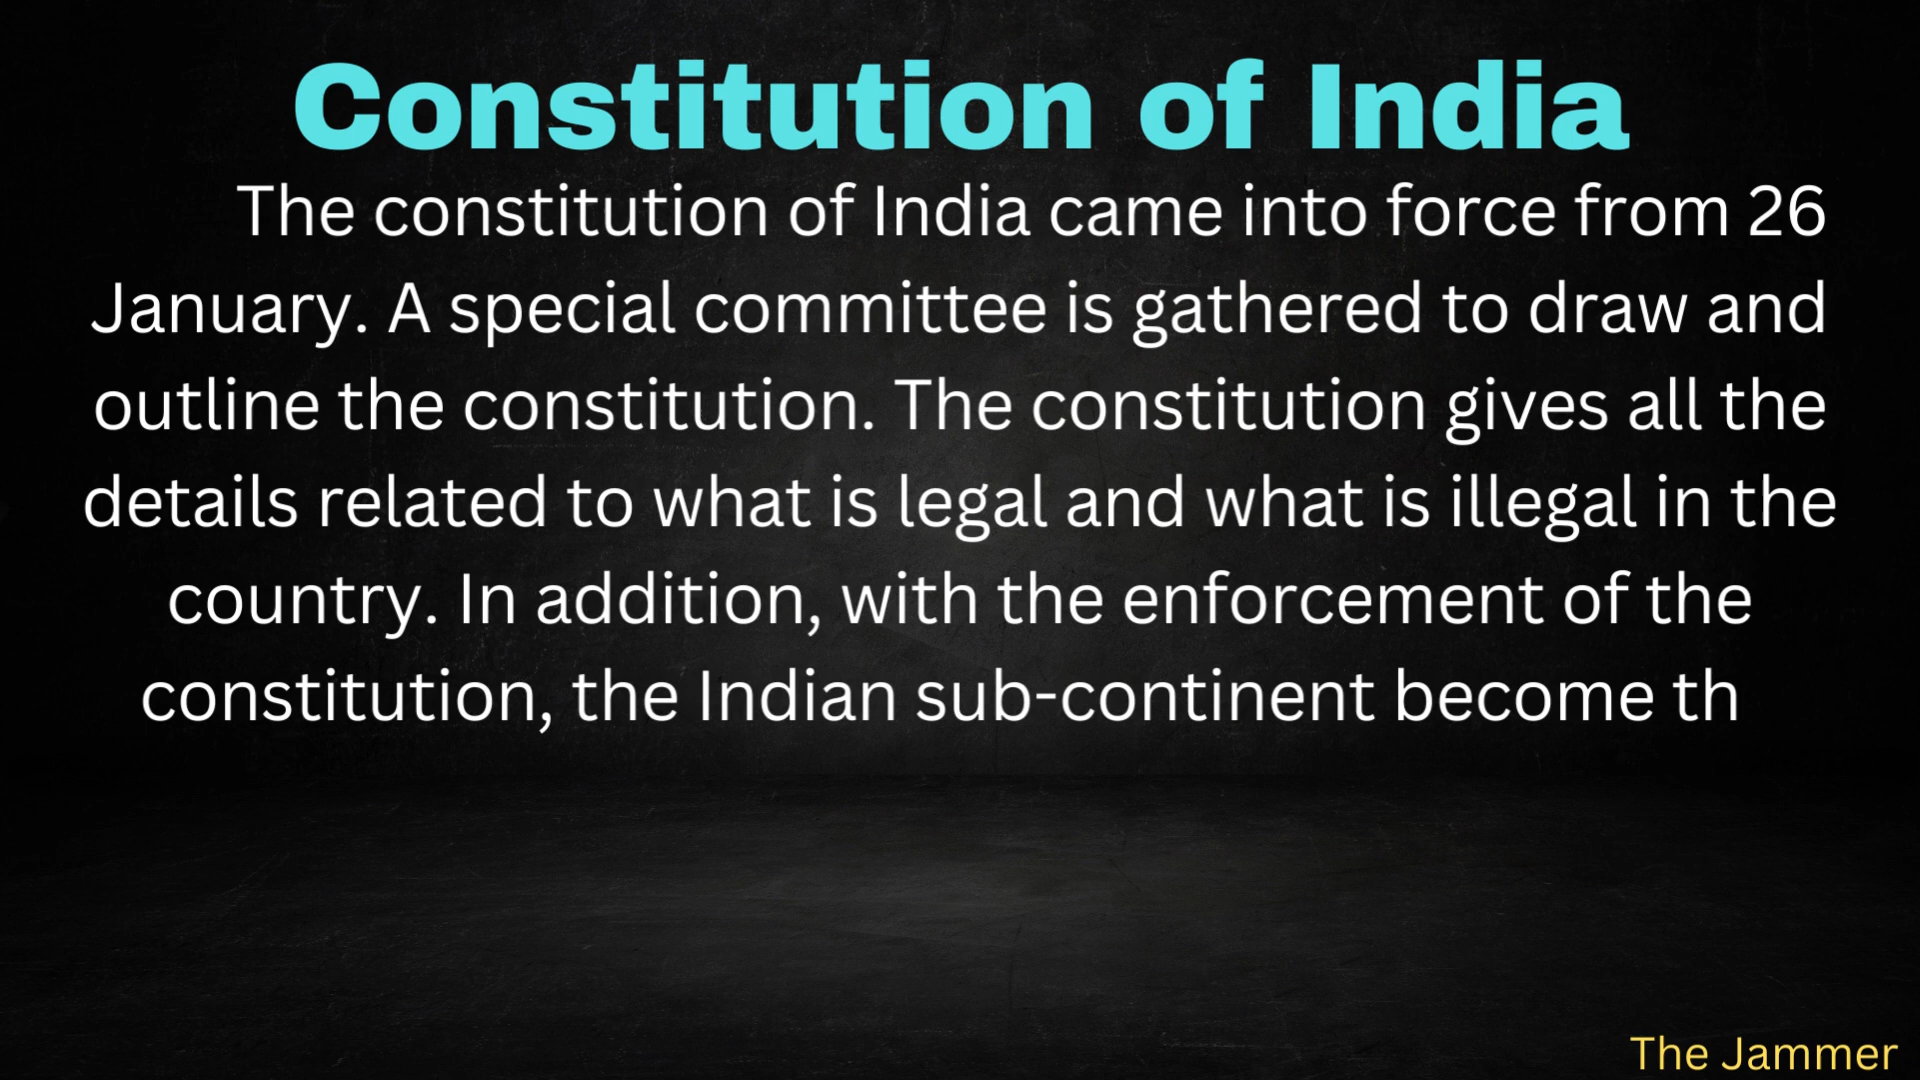 Constitution of India
The constitution of India came into force from 26
January. A special committee is gathered to draw and
outline the constitution. The constitution gives all the
details related to what is legal and what is illegal in the
country. In addition, with the enforcement of the
constitution, the Indian sub-continent become th
The Jammer